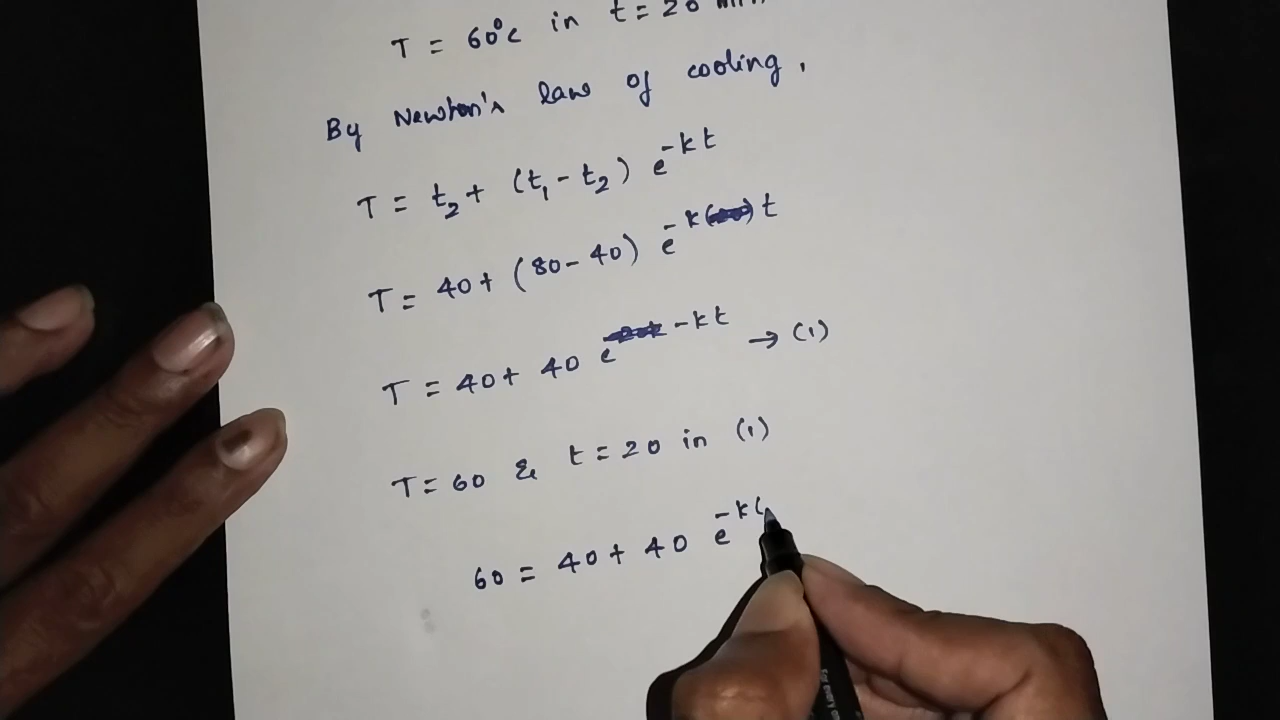 T = 60°c in t = 20 min
By Newton's law of cooling,
T = t₂ + (t₁ - t₂) e^-kt
T = 40 + (80 - 40) e^-k( ) t
T = 40 + 40 e^-kt → (1)
T = 60 & t = 20 in (1)
60 = 40 + 40 e^-k(